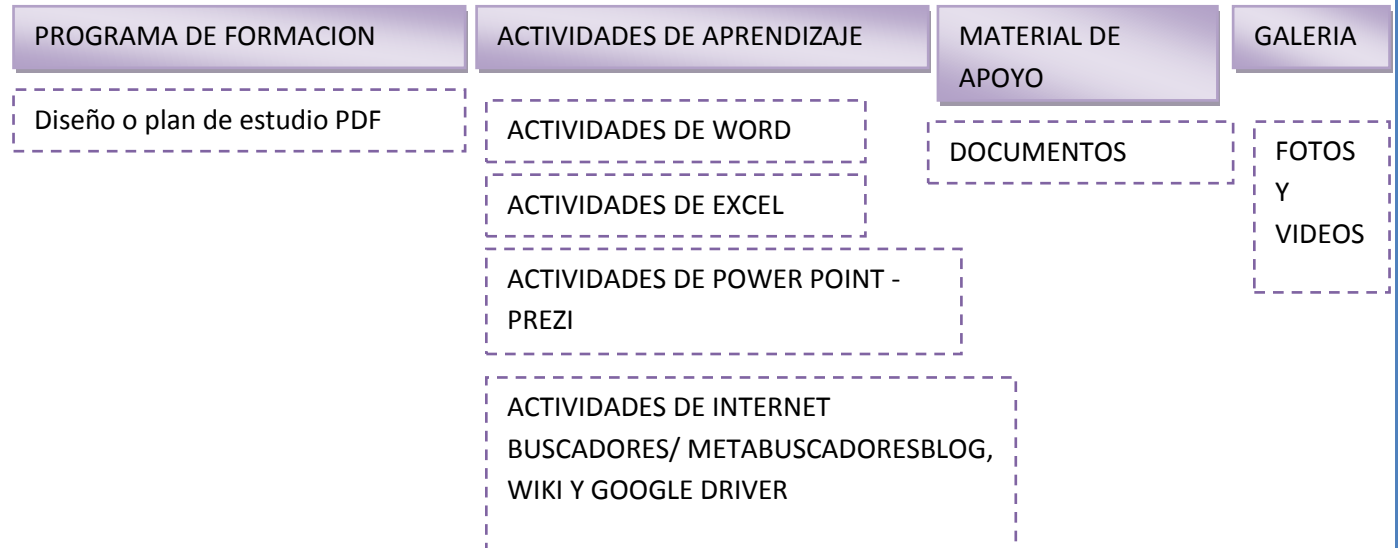 PROGRAMA DE FORMACION
Diseño o plan de estudio PDF
ACTIVIDADES DE APRENDIZAJE
ACTIVIDADES DE WORD
ACTIVIDADES DE EXCEL
ACTIVIDADES DE POWER POINT -
PREZI
ACTIVIDADES DE INTERNET
BUSCADORES/ METABUSCADORESBLOG,
WIKI Y GOOGLE DRIVER
MATERIAL DE
APOYO
DOCUMENTOS
GALERIA
FOTOS
Y
VIDEOS